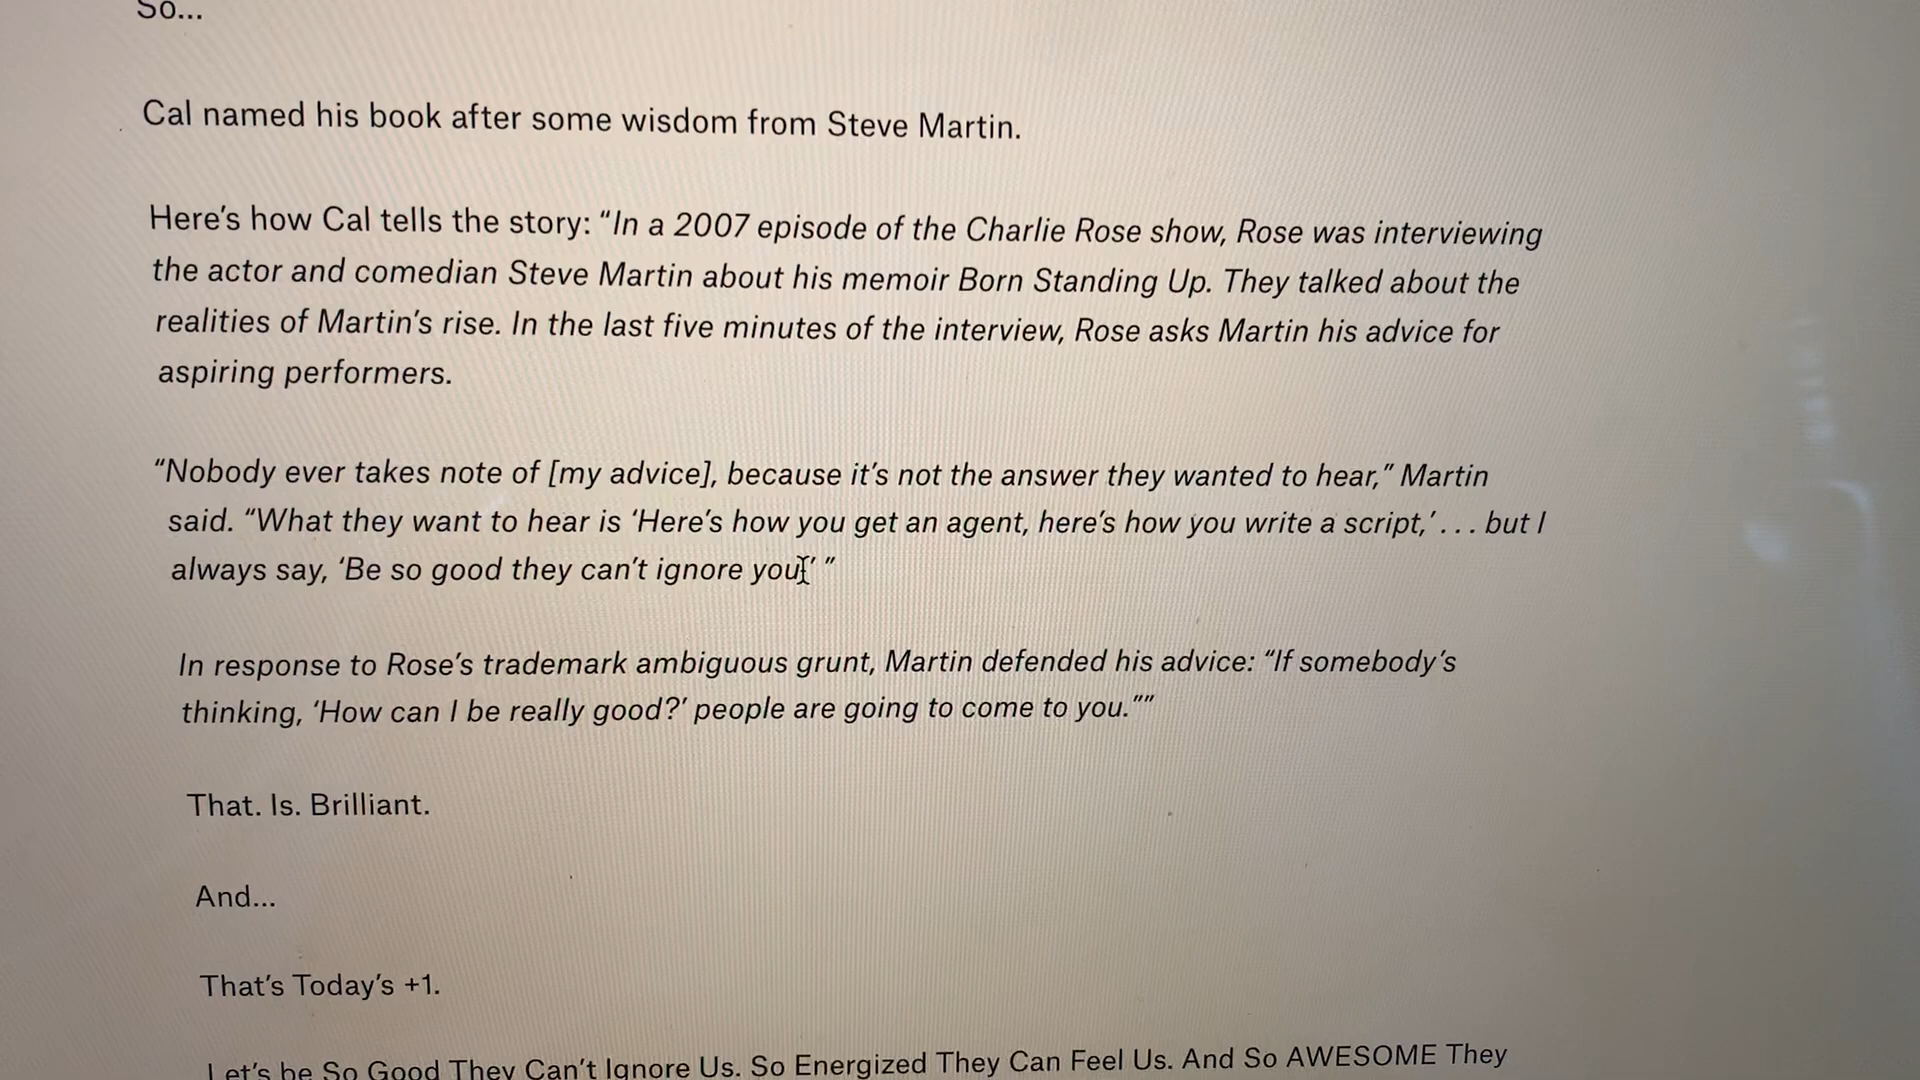 So...
Cal named his book after some wisdom from Steve Martin.
Here’s how Cal tells the story: “In a 2007 episode of the Charlie Rose show, Rose was interviewing
the actor and comedian Steve Martin about his memoir Born Standing Up. They talked about the
realities of Martin’s rise. In the last five minutes of the interview, Rose asks Martin his advice for
aspiring performers.
“Nobody ever takes note of [my advice], because it’s not the answer they wanted to hear,” Martin
said. “What they want to hear is ‘Here’s how you get an agent, here’s how you write a script,’ . . . but I
always say, ‘Be so good they can’t ignore you.’ ”
In response to Rose’s trademark ambiguous grunt, Martin defended his advice: “If somebody’s
thinking, ‘How can I be really good?’ people are going to come to you.””
That. Is. Brilliant.
And...
That’s Today’s +1.
Let’s be So Good They Can’t Ignore Us. So Energized They Can Feel Us. And So AWESOME They